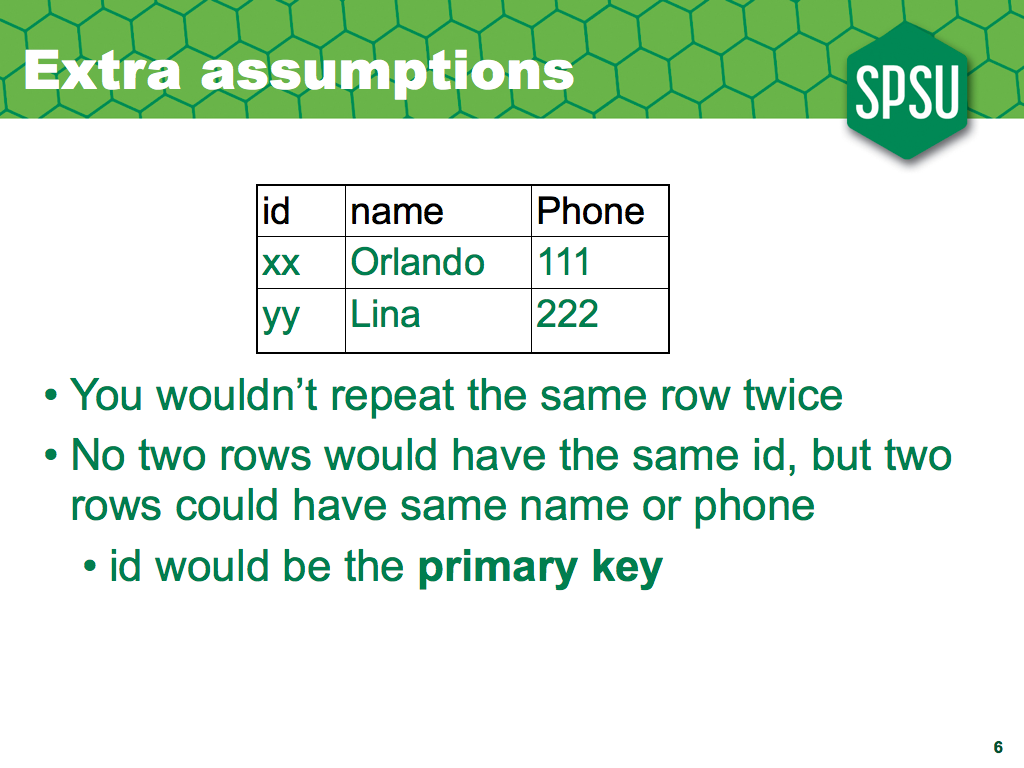 Extra assumptions
SPSU
id name Phone
xx Orlando 111
yy Lina 222
• You wouldn’t repeat the same row twice
• No two rows would have the same id, but two
rows could have same name or phone
• id would be the primary key
6